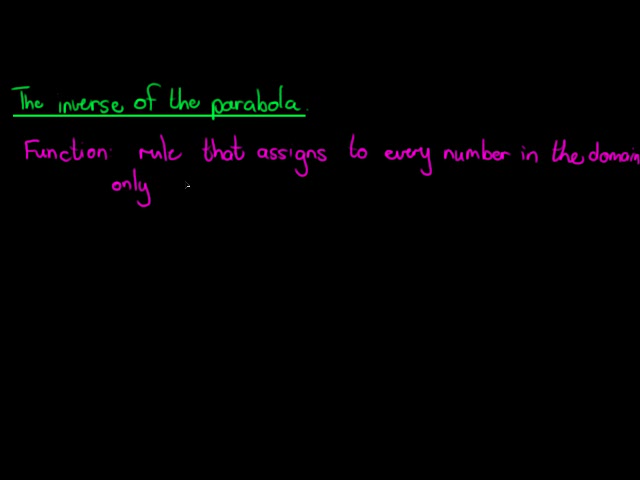 The inverse of the parabola.
Function: rule that assigns to every number in the domain
only